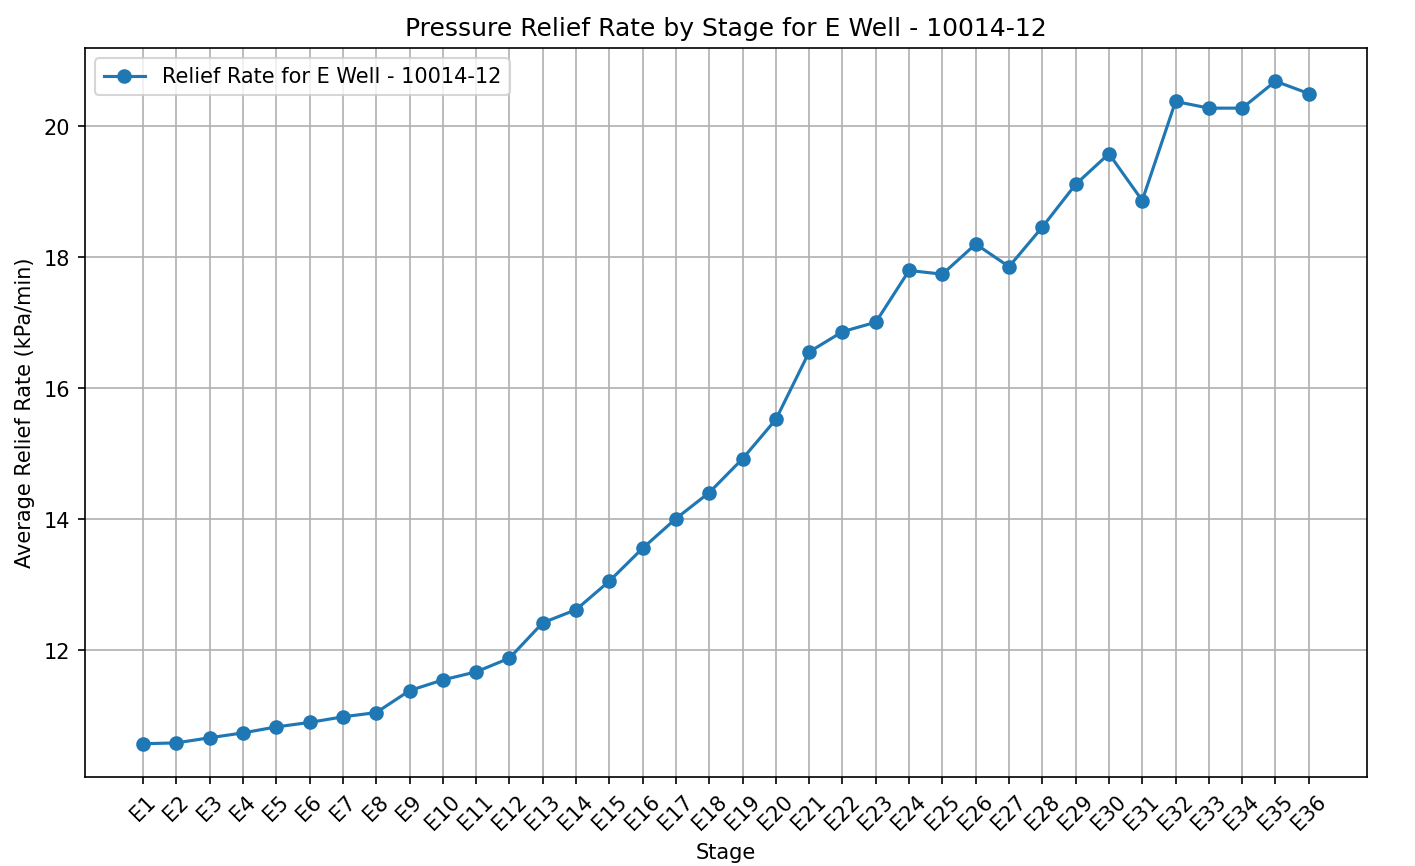 Pressure Relief Rate by Stage for E Well - 10014-12
Relief Rate for E Well - 10014-12
Average Relief Rate (kPa/min)
20
18
16
14
12
E1 E2 E3 E4 E5 E6 E7 E8 E9 E10 E11 E12 E13 E14 E15 E16 E17 E18 E19 E20 E21 E22 E23 E24 E25 E26 E27 E28 E29 E30 E31 E32 E33 E34 E35 E36
Stage